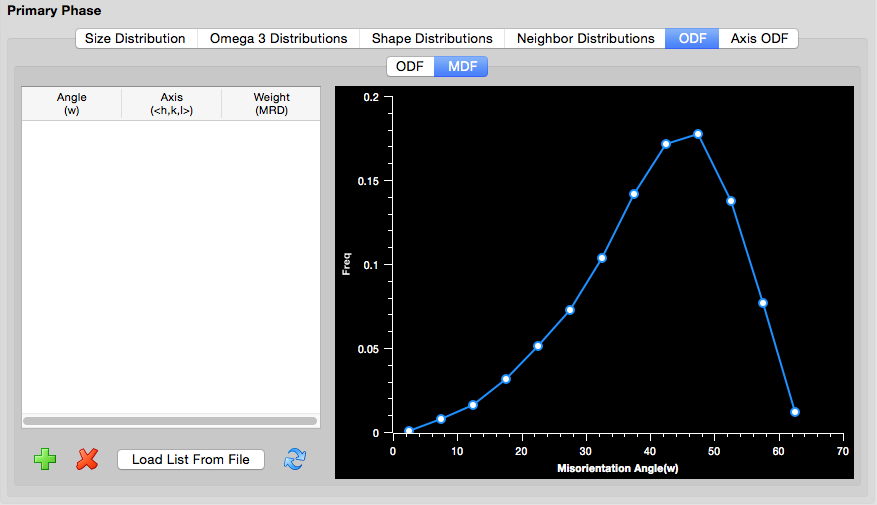 Primary Phase
Size Distribution Omega 3 Distributions Shape Distributions Neighbor Distributions ODF Axis ODF
ODF MDF
Angle Axis Weight
(w) (<h,k,l>) (MRD)
Load List From File
0.2
0.15
0.1
0.05
0
Freq
0 10 20 30 40 50 60 70
Misorientation Angle(w)